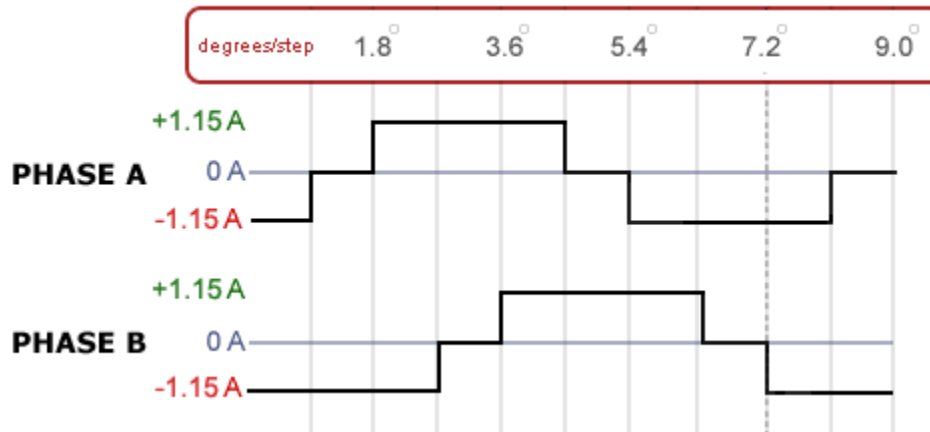 degrees/step 1.8° 3.6° 5.4° 7.2° 9.0°
+1.15 A
PHASE A 0 A
-1.15 A
+1.15 A
PHASE B 0 A
-1.15 A